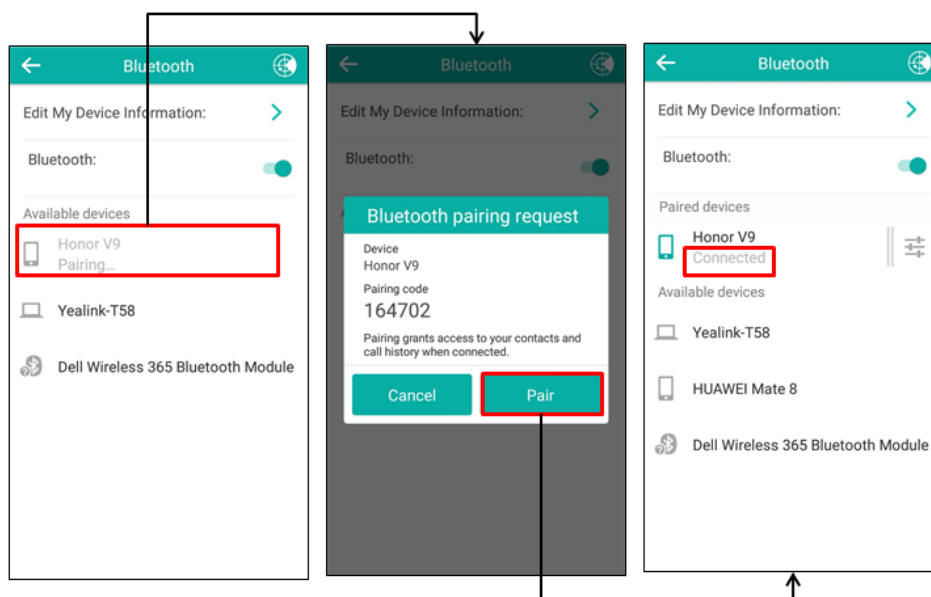 Bluetooth
Edit My Device Information:
Bluetooth:
Available devices
Honor V9
Pairing...
Yealink-T58
Dell Wireless 365 Bluetooth Module
Bluetooth
Edit My Device Information:
Bluetooth:
Bluetooth pairing request
Device
Honor V9
Pairing code
164702
Pairing grants access to your contacts and
call history when connected.
Cancel
Pair
Bluetooth
Edit My Device Information:
Bluetooth:
Paired devices
Honor V9
Connected
Available devices
Yealink-T58
HUAWEI Mate 8
Dell Wireless 365 Bluetooth Module